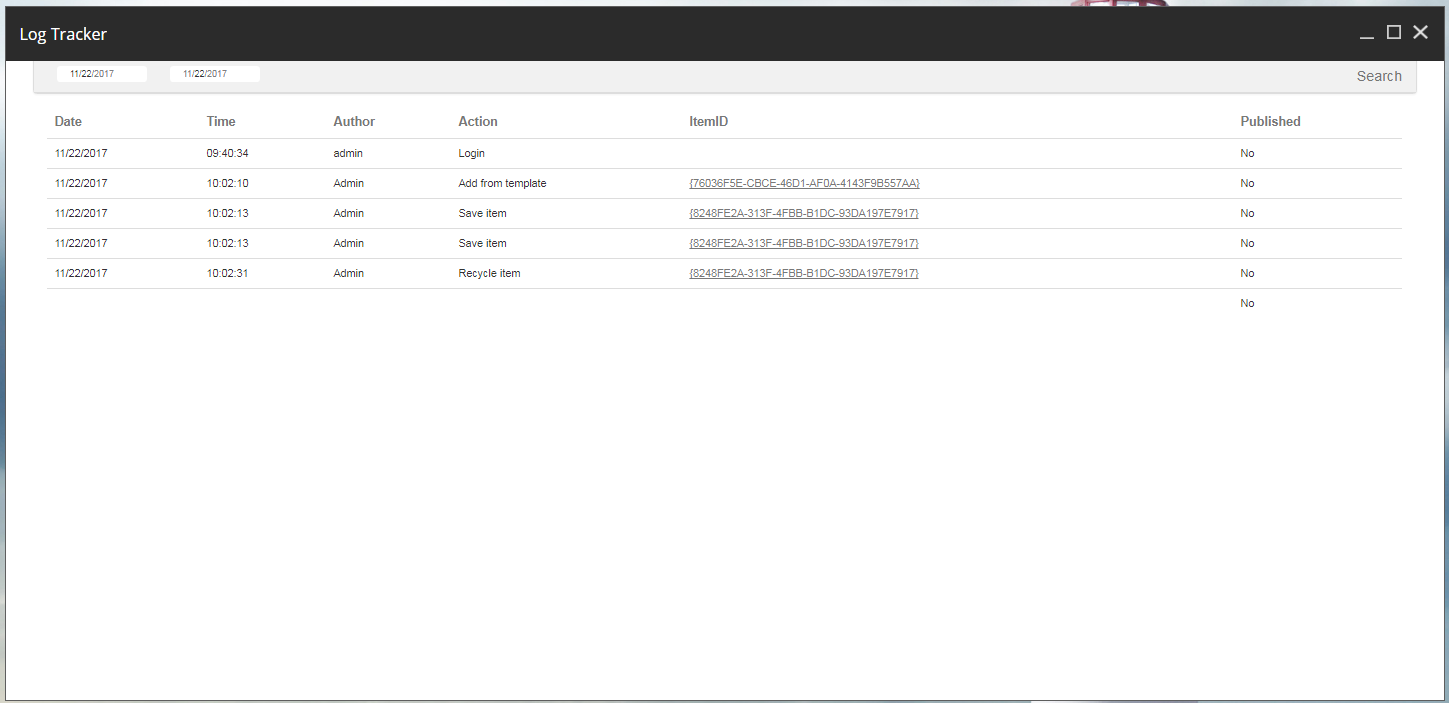 Log Tracker
11/22/2017 11/22/2017 Search
Date Time Author Action ItemID Published
11/22/2017 09:40:34 admin Login No
11/22/2017 10:02:10 Admin Add from template {76036F5E-CBCE-46D1-AF0A-4143F9B557AA} No
11/22/2017 10:02:13 Admin Save item {8248FE2A-313F-4FBB-B1DC-93DA197E7917} No
11/22/2017 10:02:13 Admin Save item {8248FE2A-313F-4FBB-B1DC-93DA197E7917} No
11/22/2017 10:02:31 Admin Recycle item {8248FE2A-313F-4FBB-B1DC-93DA197E7917} No
No